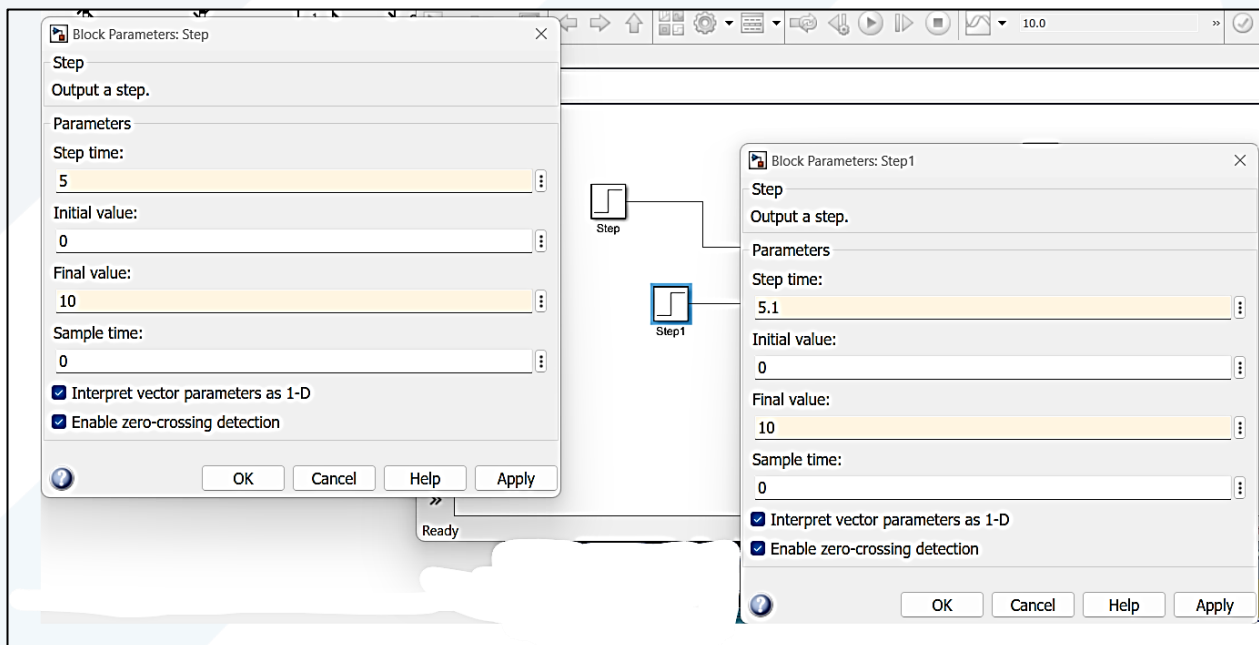 Block Parameters: Step
Step
Output a step.
Parameters
Step time:
5
Initial value:
0
Final value:
10
Sample time:
0
Interpret vector parameters as 1-D
Enable zero-crossing detection
OK
Cancel
Help
Apply
10.0
»
Step
Step1
»
Ready
Block Parameters: Step1
Step
Output a step.
Parameters
Step time:
5.1
Initial value:
0
Final value:
10
Sample time:
0
Interpret vector parameters as 1-D
Enable zero-crossing detection
OK
Cancel
Help
Apply